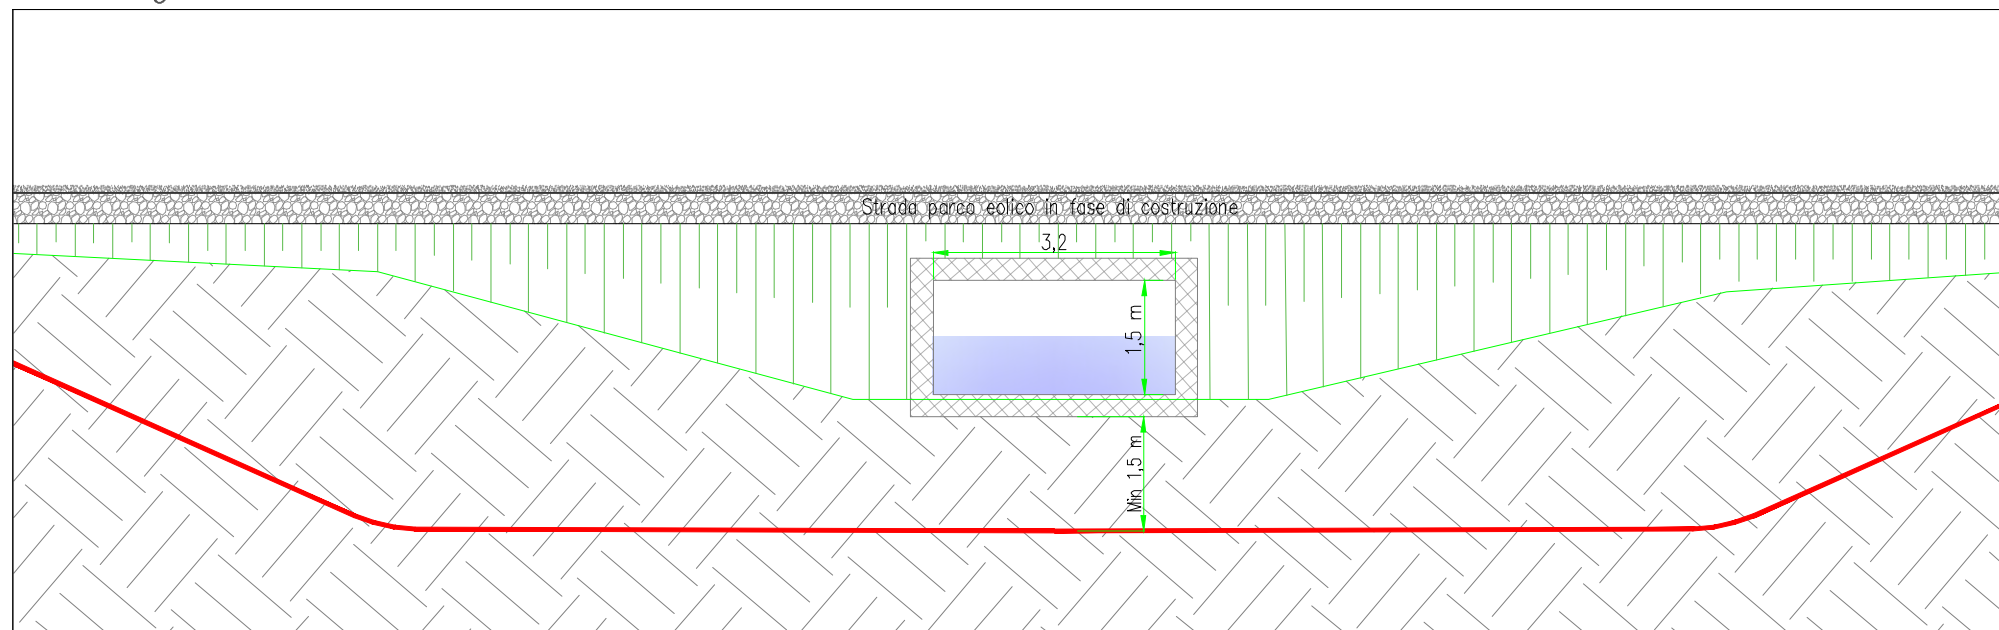 Strada parco eolico in fase di costruzione
3,2
1,5 m
Min 1,5 m